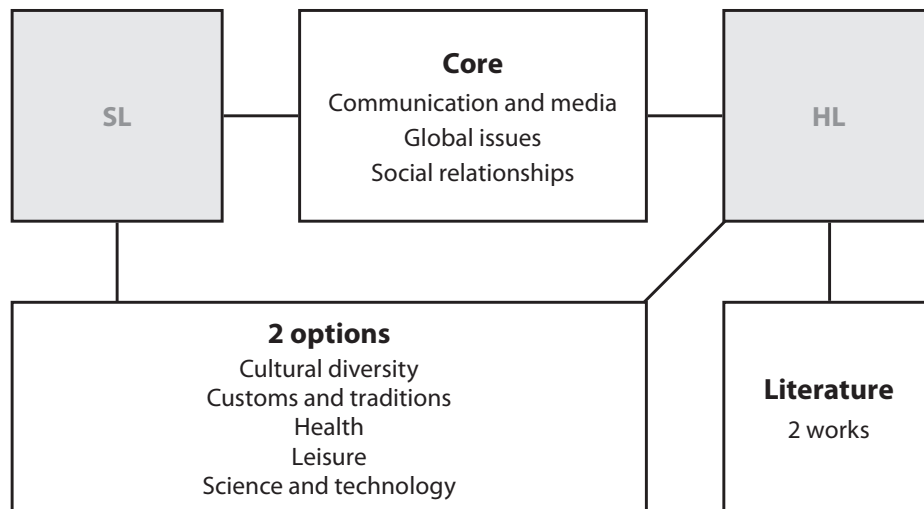 SL
Core
Communication and media
Global issues
Social relationships
HL
2 options
Cultural diversity
Customs and traditions
Health
Leisure
Science and technology
Literature
2 works